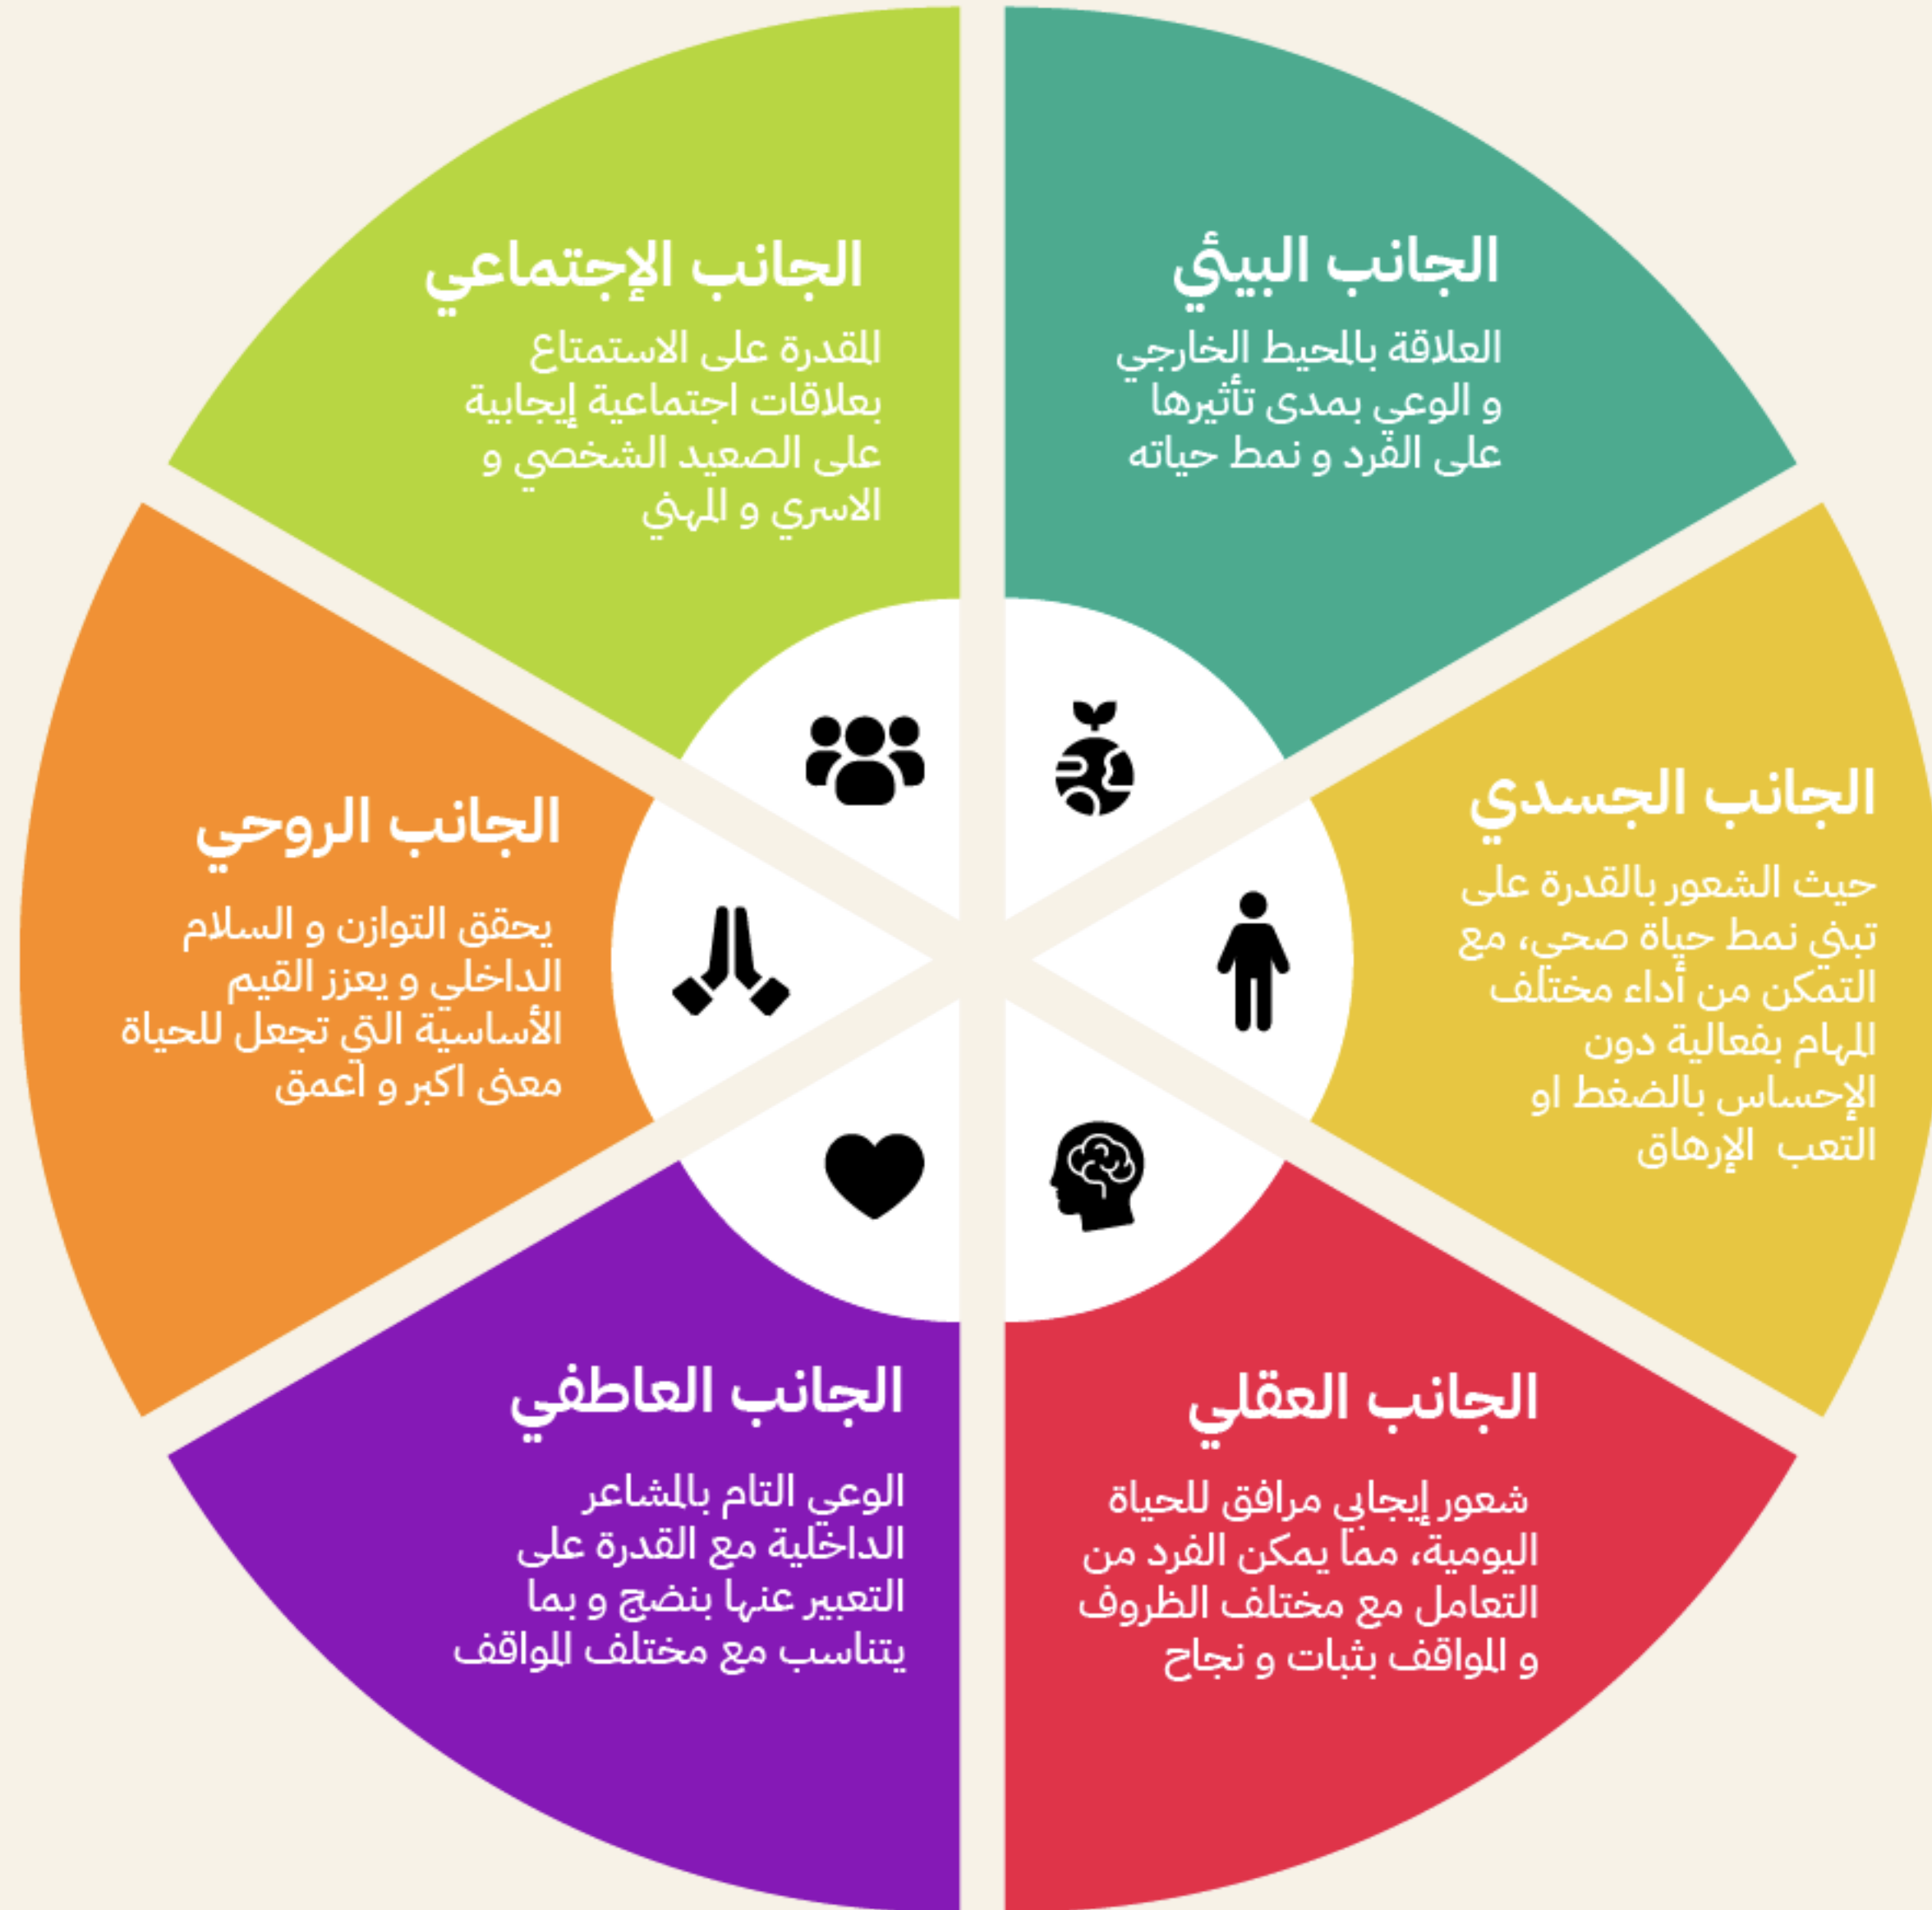 الجانب البيئي
العلاقة بالمحيط الخارجي
و الوعي بمدى تأثيرها
على الفرد و نمط حياته
الجانب الإجتماعي
المقدرة على الاستمتاع
بعلاقات اجتماعية إيجابية
على الصعيد الشخصي و
الاسري و المهني
الجانب الجسدي
حيث الشعور بالقدرة على
تبني نمط حياة صحي، مع
التمكن من أداء مختلف
المهام بفعالية دون
الإحساس بالضغط او
التعب الإرهاق
الجانب الروحي
يحقق التوازن و السلام
الداخلي و يعزز القيم
الأساسية التي تجعل للحياة
معنى اكبر و أعمق
الجانب العقلي
شعور إيجابي مرافق للحياة
اليومية، مما يمكن الفرد من
التعامل مع مختلف الظروف
و المواقف بثبات و نجاح
الجانب العاطفي
الوعي التام بالمشاعر
الداخلية مع القدرة على
التعبير عنها بنضج و بما
يتناسب مع مختلف المواقف